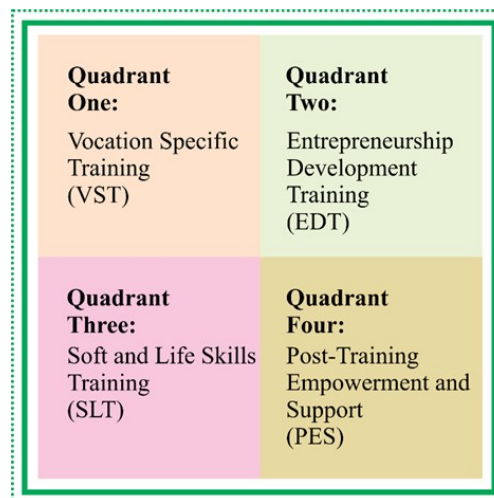 Quadrant
One:
Vocation Specific
Training
(VST)
Quadrant
Two:
Entrepreneurship
Development
Training
(EDT)
Quadrant
Three:
Soft and Life Skills
Training
(SLT)
Quadrant
Four:
Post-Training
Empowerment and
Support
(PES)